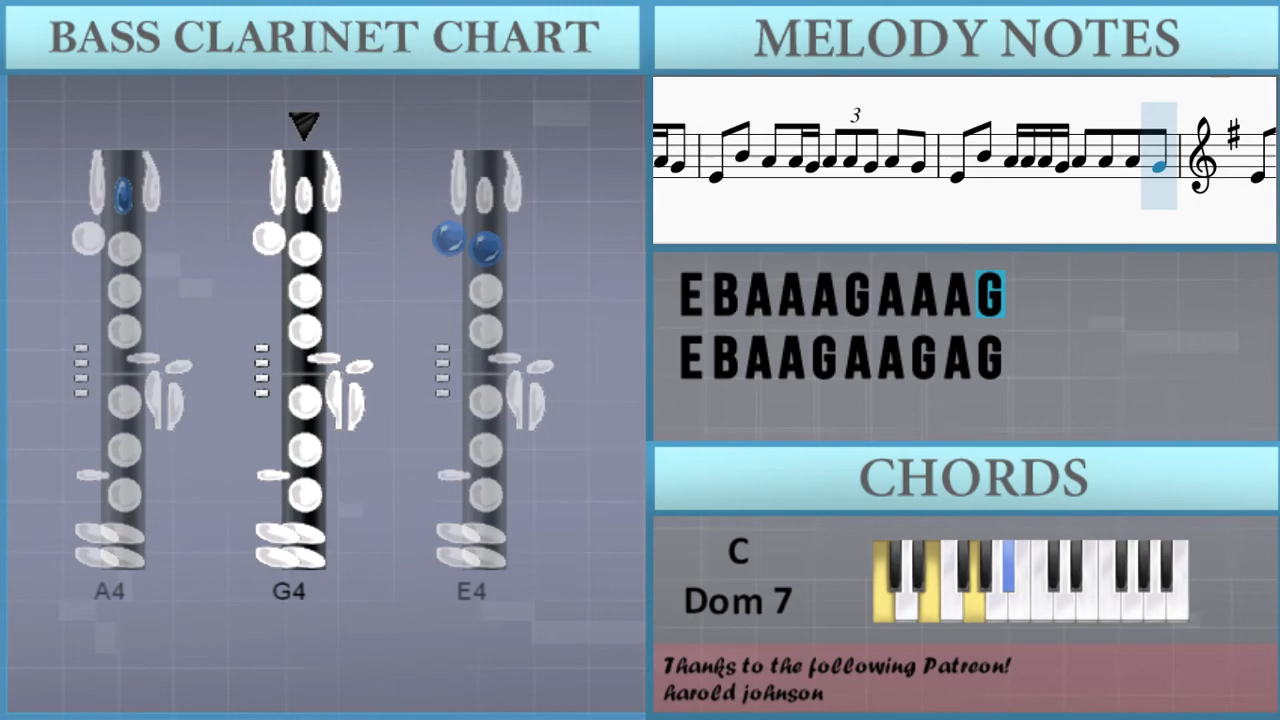 BASS CLARINET CHART
A4 G4 E4
MELODY NOTES
3
EBAAAGAAAG
EBAAGAAGAG
CHORDS
C
Dom 7
Thanks to the following Patreon!
harold johnson